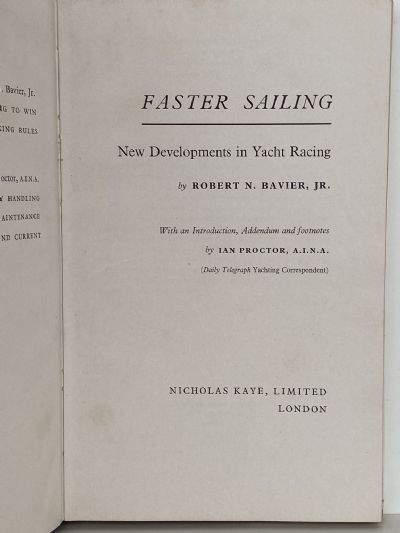 . Bavier, Jr.
NG TO WIN
CING RULES
octor, A.I.N.A.
Y HANDLING
AINTENANCE
ND CURRENT
FASTER SAILING
New Developments in Yacht Racing
by ROBERT N. BAVIER, JR.
With an Introduction, Addendum and footnotes
by IAN PROCTOR, A.I.N.A.
(Daily Telegraph Yachting Correspondent)
NICHOLAS KAYE, LIMITED
LONDON